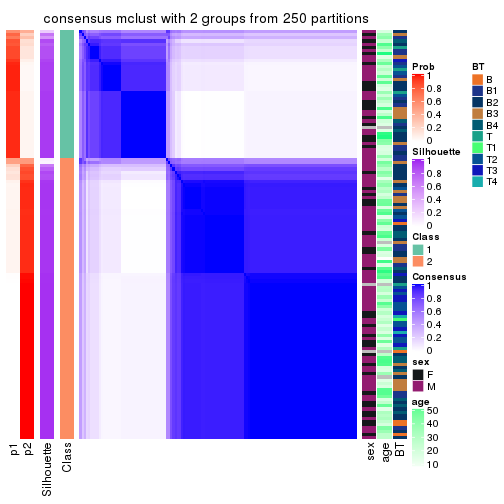 consensus mclust with 2 groups from 250 partitions
p1
p2
Silhouette
Class
sex
age
BT
Prob
1
0.8
0.6
0.4
0.2
0
Silhouette
1
0.8
0.6
0.4
0.2
0
Class
1
2
Consensus
1
0.8
0.6
0.4
0.2
0
sex
F
M
age
50
40
30
20
10
BT
B
B1
B2
B3
B4
T
T1
T2
T3
T4